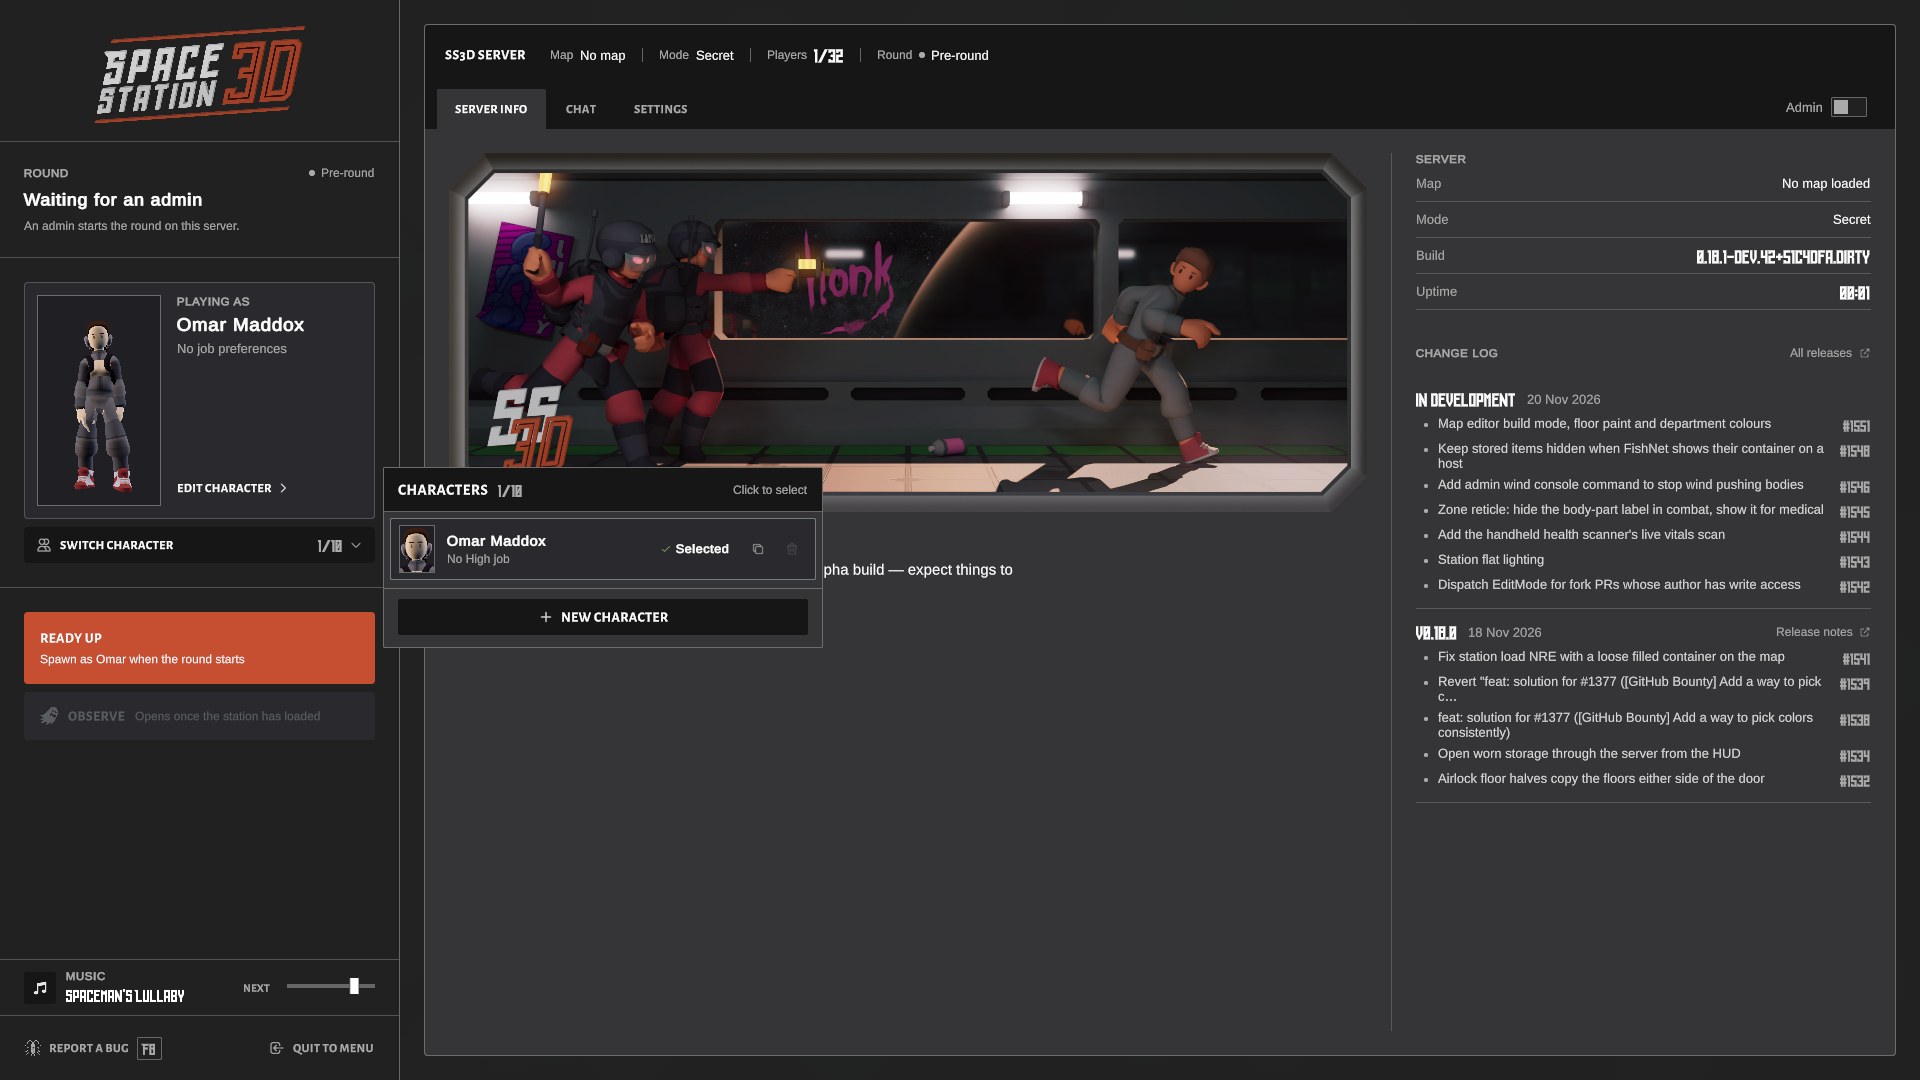 SPACE
STATION 3D
ROUND
Pre-round
Waiting for an admin
An admin starts the round on this server.
PLAYING AS
Omar Maddox
No job preferences
EDIT CHARACTER
SWITCH CHARACTER
1/10
READY UP
Spawn as Omar when the round starts
OBSERVE Opens once the station has loaded
MUSIC
SPACEMAN'S LULLABY
NEXT
REPORT A BUG F8
QUIT TO MENU
SS3D SERVER Map No map Mode Secret Players 1/32 Round Pre-round
SERVER INFO CHAT SETTINGS
Admin
Honk
SS
3D
CHARACTERS 1/10 Click to select
Omar Maddox
No High job
Selected
NEW CHARACTER
pha build — expect things to
SERVER
Map No map loaded
Mode Secret
Build 0.18.1-DEV.42+51C4DFA.DIRTY
Uptime 00:01
CHANGE LOG All releases
IN DEVELOPMENT 20 Nov 2026
Map editor build mode, floor paint and department colours #1551
Keep stored items hidden when FishNet shows their container on a #1548
host
Add admin wind console command to stop wind pushing bodies #1546
Zone reticle: hide the body-part label in combat, show it for medical #1545
Add the handheld health scanner's live vitals scan #1544
Station flat lighting #1543
Dispatch EditMode for fork PRs whose author has write access #1542
V0.18.0 18 Nov 2026 Release notes
Fix station load NRE with a loose filled container on the map #1541
Revert "feat: solution for #1377 ([GitHub Bounty] Add a way to pick #1539
c...
feat: solution for #1377 ([GitHub Bounty] Add a way to pick colors #1538
consistently)
Open worn storage through the server from the HUD #1534
Airlock floor halves copy the floors either side of the door #1532